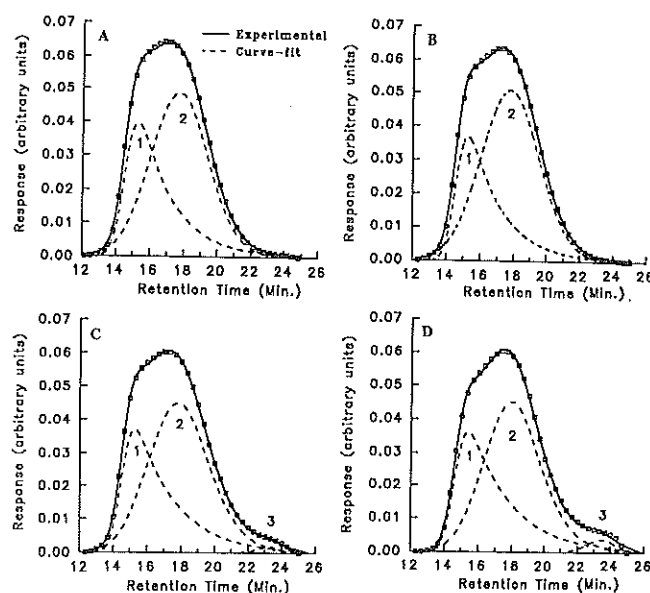 A
Experimental
Curve-fit
Response (arbitrary units)
0.07
0.06
0.05
0.04
0.03
0.02
0.01
0.00
1
2
12 14 16 18 20 22 24 26
Retention Time (Min.)
B
Response (arbitrary units)
0.07
0.06
0.05
0.04
0.03
0.02
0.01
0.00
1
2
12 14 16 18 20 22 24 26
Retention Time (Min.)
C
Response (arbitrary units)
0.07
0.06
0.05
0.04
0.03
0.02
0.01
0.00
1
2
3
12 14 16 18 20 22 24 26
Retention Time (Min.)
D
Response (arbitrary units)
0.07
0.06
0.05
0.04
0.03
0.02
0.01
0.00
1
2
3
12 14 16 18 20 22 24 26
Retention Time (Min.)